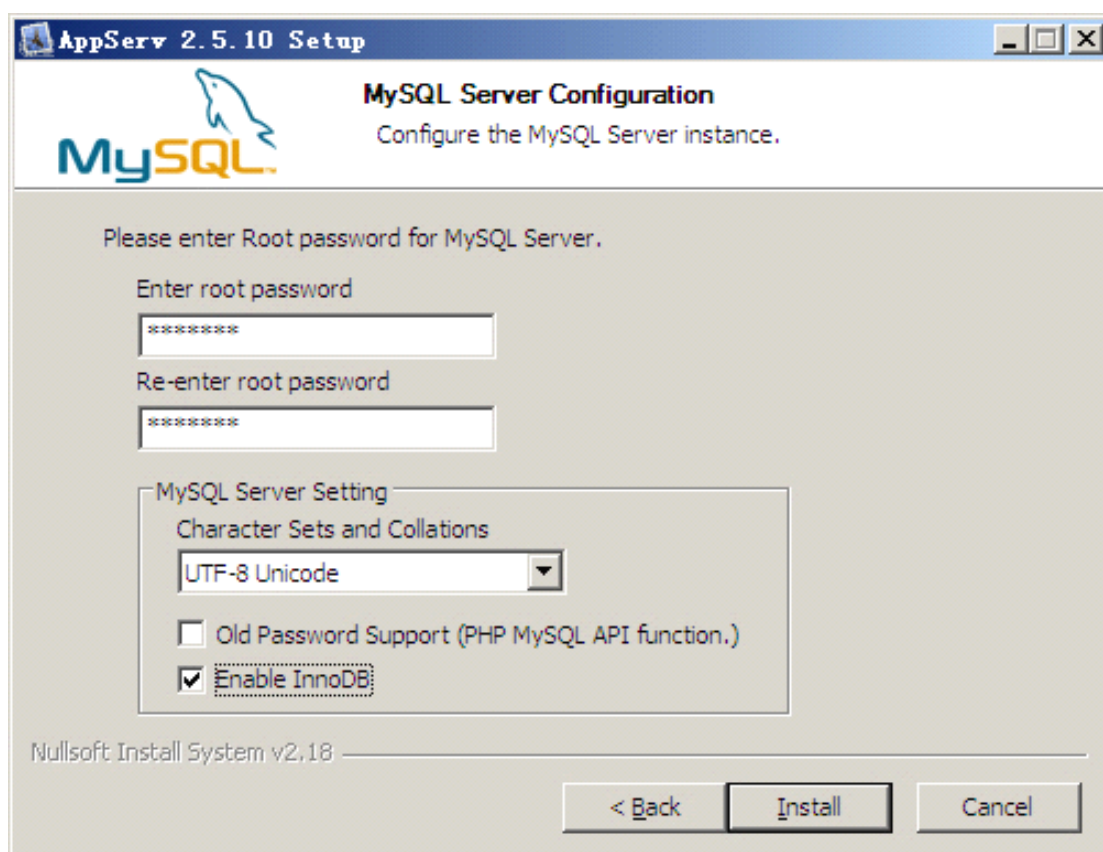 AppServ 2.5.10 Setup
MySQL
MySQL Server Configuration
Configure the MySQL Server instance.
Please enter Root password for MySQL Server.
Enter root password
*******
Re-enter root password
*******
MySQL Server Setting
Character Sets and Collations
UTF-8 Unicode
Old Password Support (PHP MySQL API function.)
Enable InnoDB
Nullsoft Install System v2.18
< Back Install Cancel